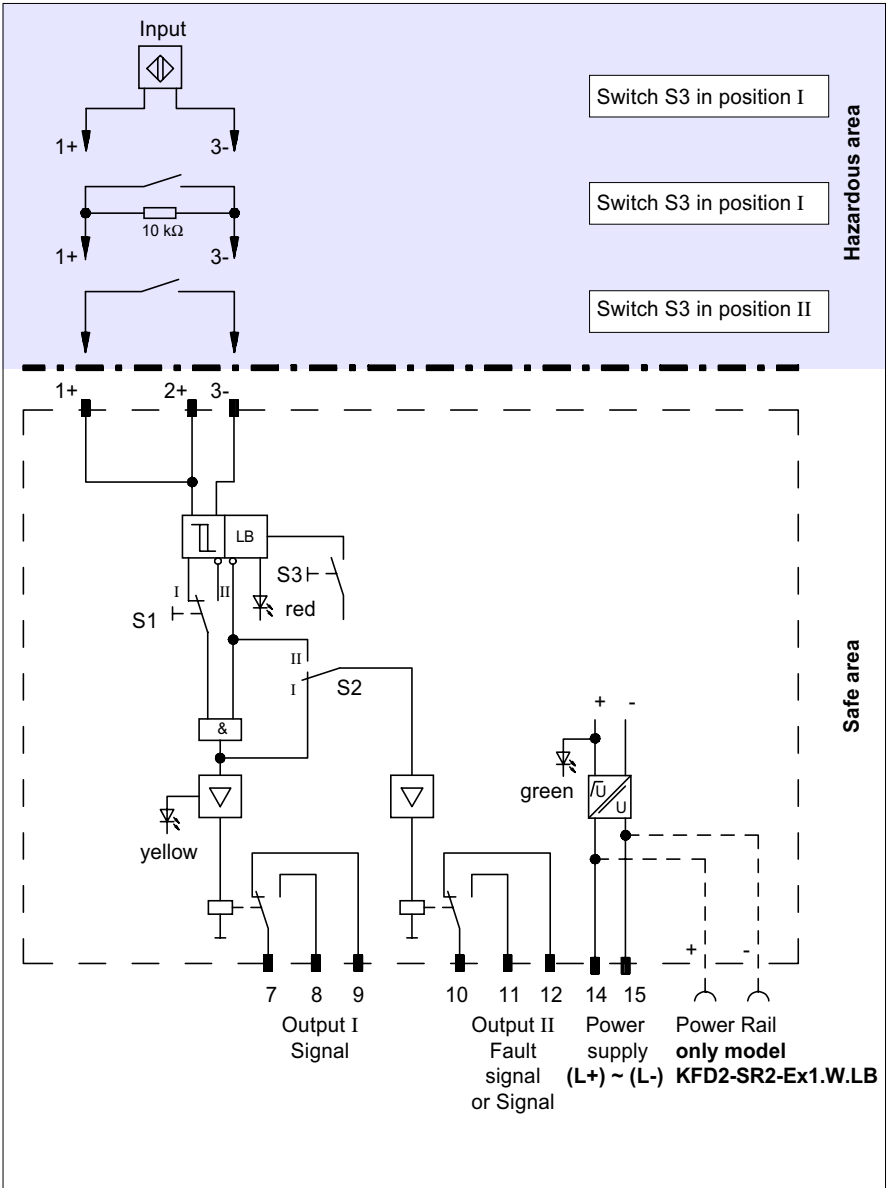 Input
Switch S3 in position I
1+ 3-
Switch S3 in position I
10 kΩ
1+ 3-
Switch S3 in position II
Hazardous area
1+ 2+ 3-
LB
S3
I II
red
S1
II
I S2
Safe area
&
+ -
green
U
U
yellow
+ -
7 8 9 10 11 12 14 15
Output I
Signal
Output II
Fault
signal
or Signal
Power
supply
(L+) ~ (L-)
Power Rail
only model
KFD2-SR2-Ex1.W.LB